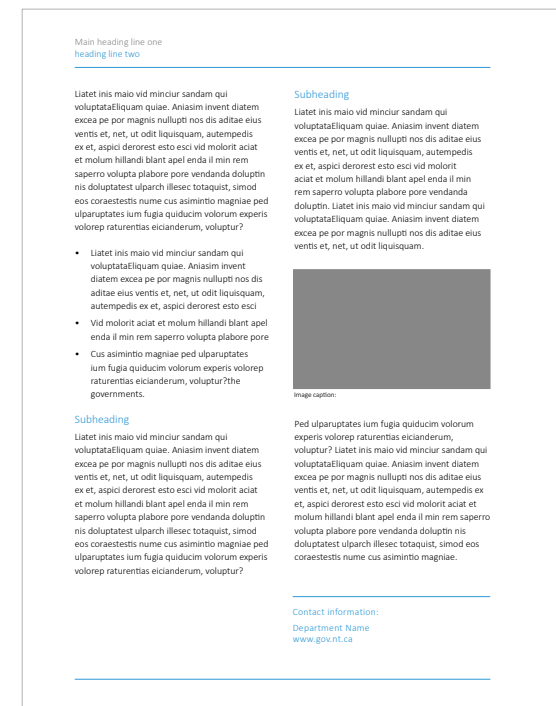 Main heading line one
heading line two
Liatet inis maio vid minciur sandam qui
voluptataEliquam quiae. Aniasim invent diatem
excea pe por magnis nullupti nos dis aditae eius
ventis et, net, ut odit liquisquam, autempedis
ex et, aspici derorest esto esci vid molorit aciat
et molum hillandi blant apel enda il min rem
saperro volupta plabore pore vendanda doluptin
nis doluptatest ulparch illesec totaquist, simod
eos coraestestis nume cus asimintio magniae ped
ulparuptates ium fugia quiducim volorum experis
volorep raturentias eicianderum, voluptur?
• Liatet inis maio vid minciur sandam qui
voluptataEliquam quiae. Aniasim invent
diatem excea pe por magnis nullupti nos dis
aditae eius ventis et, net, ut odit liquisquam,
autempedis ex et, aspici derorest esto esci
• Vid molorit aciat et molum hillandi blant apel
enda il min rem saperro volupta plabore pore
• Cus asimintio magniae ped ulparuptates
ium fugia quiducim volorum experis volorep
raturentias eicianderum, voluptur?the
governments.
Subheading
Liatet inis maio vid minciur sandam qui
voluptataEliquam quiae. Aniasim invent diatem
excea pe por magnis nullupti nos dis aditae eius
ventis et, net, ut odit liquisquam, autempedis
ex et, aspici derorest esto esci vid molorit aciat
et molum hillandi blant apel enda il min rem
saperro volupta plabore pore vendanda doluptin
nis doluptatest ulparch illesec totaquist, simod
eos coraestestis nume cus asimintio magniae ped
ulparuptates ium fugia quiducim volorum experis
volorep raturentias eicianderum, voluptur?
Subheading
Liatet inis maio vid minciur sandam qui
voluptataEliquam quiae. Aniasim invent diatem
excea pe por magnis nullupti nos dis aditae eius
ventis et, net, ut odit liquisquam, autempedis
ex et, aspici derorest esto esci vid molorit
aciat et molum hillandi blant apel enda il min
rem saperro volupta plabore pore vendanda
doluptin. Liatet inis maio vid minciur sandam qui
voluptataEliquam quiae. Aniasim invent diatem
excea pe por magnis nullupti nos dis aditae eius
ventis et, net, ut odit liquisquam.
Image caption:
Ped ulparuptates ium fugia quiducim volorum
experis volorep raturentias eicianderum,
voluptur? Liatet inis maio vid minciur sandam qui
voluptataEliquam quiae. Aniasim invent diatem
excea pe por magnis nullupti nos dis aditae eius
ventis et, net, ut odit liquisquam, autempedis ex
et, aspici derorest esto esci vid molorit aciat et
molum hillandi blant apel enda il min rem saperro
volupta plabore pore vendanda doluptin nis
doluptatest ulparch illesec totaquist, simod eos
coraestestis nume cus asimintio magniae.
Contact information:
Department Name
www.gov.nt.ca